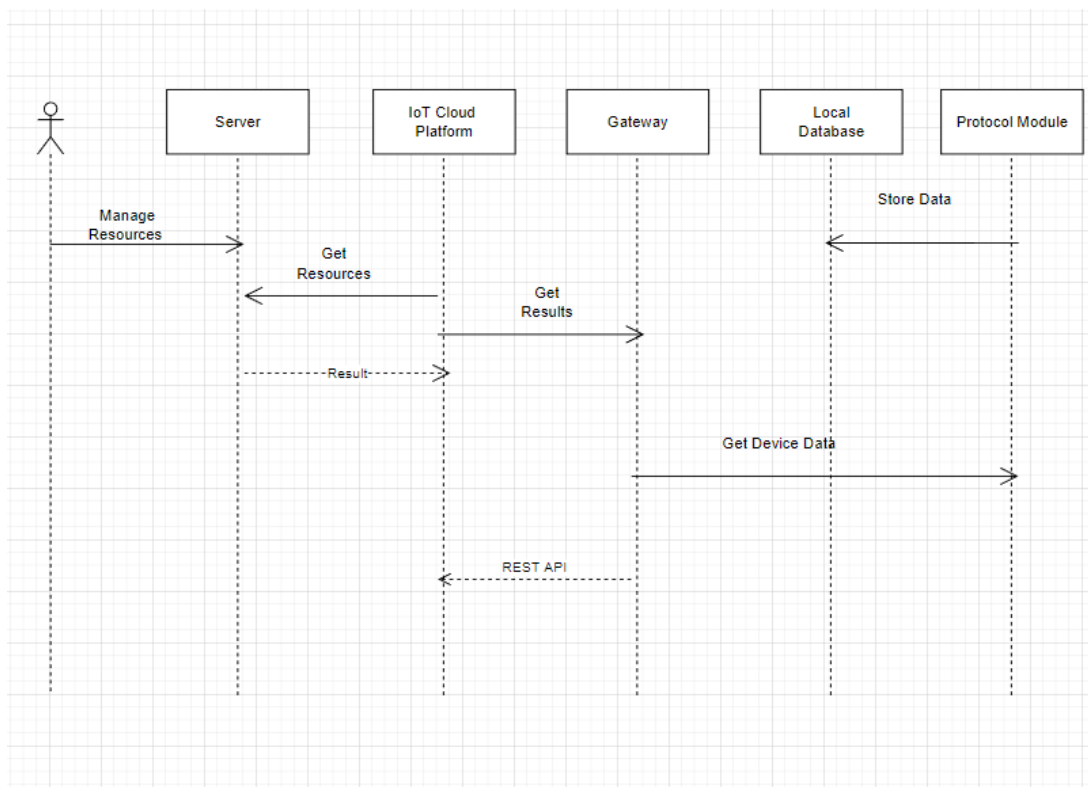 Server
IoT Cloud
Platform
Gateway
Local
Database
Protocol Module
Manage
Resources
Store Data
Get
Resources
Get
Results
Result
Get Device Data
REST API